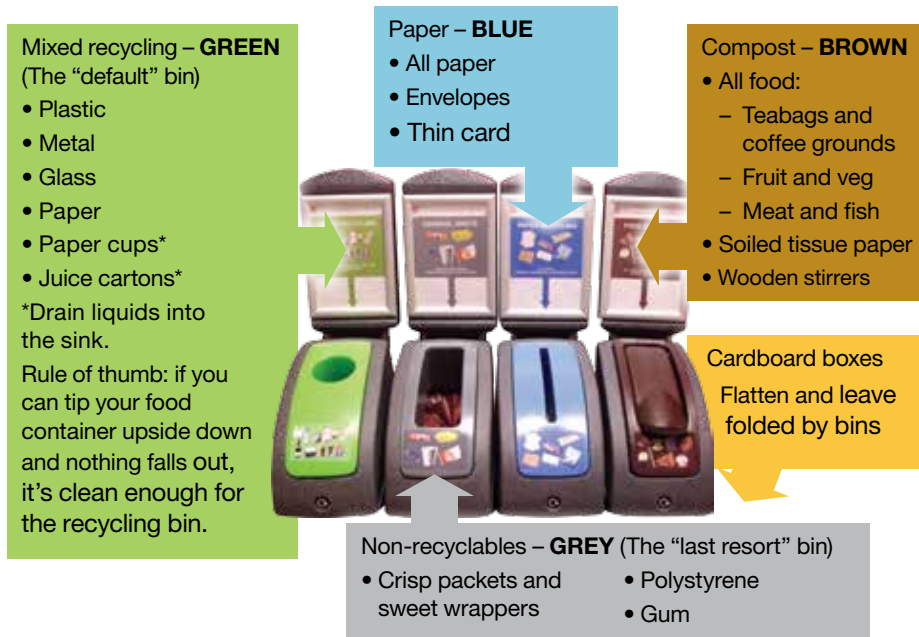 Mixed recycling – GREEN
(The “default” bin)
• Plastic
• Metal
• Glass
• Paper
• Paper cups*
• Juice cartons*
*Drain liquids into
the sink.
Rule of thumb: if you
can tip your food
container upside down
and nothing falls out,
it’s clean enough for
the recycling bin.
Paper – BLUE
• All paper
• Envelopes
• Thin card
Compost – BROWN
• All food:
– Teabags and
coffee grounds
– Fruit and veg
– Meat and fish
• Soiled tissue paper
• Wooden stirrers
Cardboard boxes
Flatten and leave
folded by bins
Non-recyclables – GREY (The “last resort” bin)
• Crisp packets and
sweet wrappers
• Polystyrene
• Gum